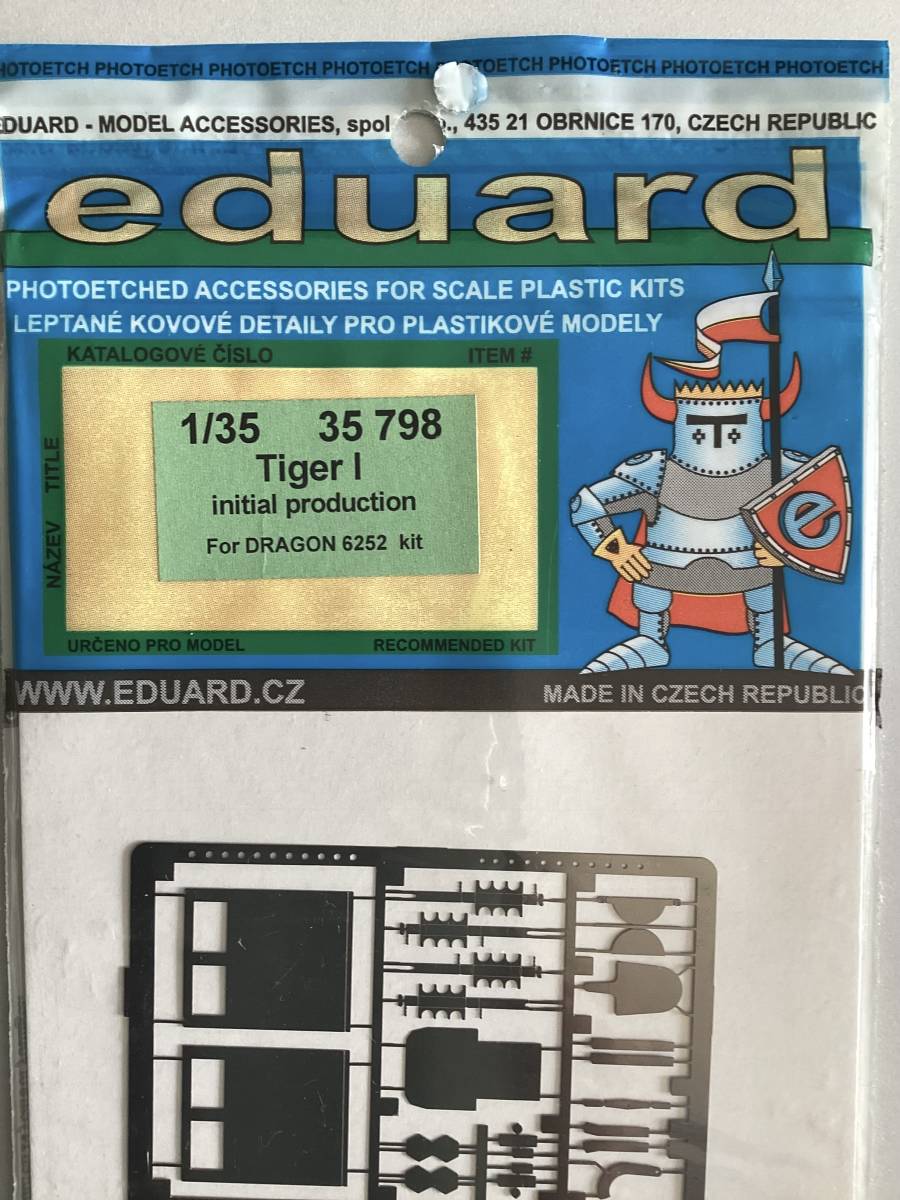 PHOTOETCH PHOTOETCH PHOTOETCH PHOTOETCH PHOTOETCH PHOTOETCH PHOTOETCH PHOTOETCH
EDUARD - MODEL ACCESSORIES, spol 435 21 OBRNICE 170, CZECH REPUBLIC
eduard
PHOTOETCHED ACCESSORIES FOR SCALE PLASTIC KITS
LEPTANÉ KOVOVÉ DETAILY PRO PLASTIKOVÉ MODELY
KATALOGOVÉ ČÍSLO ITEM #
NÁZEV TITLE
1/35 35 798
Tiger I
initial production
For DRAGON 6252 kit
e
URČENO PRO MODEL RECOMMENDED KIT
WWW.EDUARD.CZ MADE IN CZECH REPUBLIC